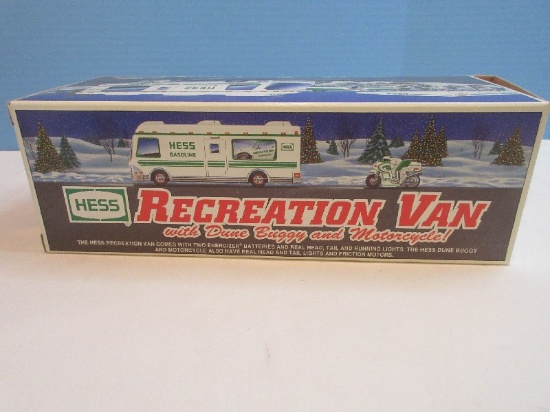 HESS
GASOLINE
HESS
HESS
RECREATION VAN
with Dune Buggy and Motorcycle!
THE HESS RECREATION VAN COMES WITH TWO ENERGIZER® BATTERIES AND REAL HEAD, TAIL AND RUNNING LIGHTS. THE HESS DUNE BUGGY
AND MOTORCYCLE ALSO HAVE REAL HEAD AND TAIL LIGHTS AND FRICTION MOTORS.